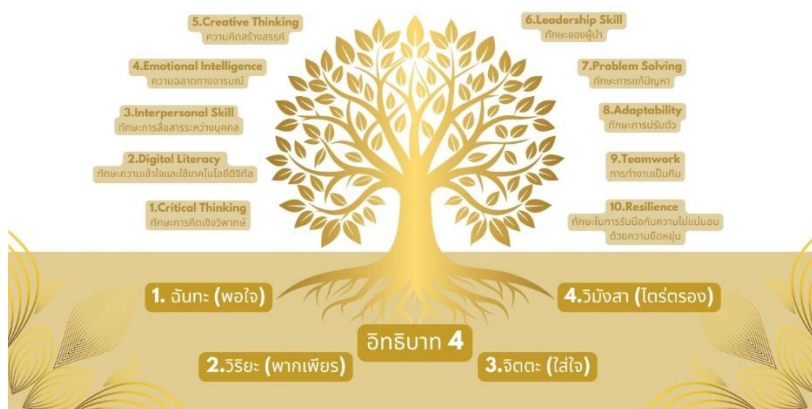 5.Creative Thinking
ความคิดสร้างสรรค์
4.Emotional Intelligence
ความฉลาดทางอารมณ์
3.Interpersonal Skill
ทักษะการสื่อสารระหว่างบุคคล
2.Digital Literacy
ทักษะความเข้าใจและใช้เทคโนโลยีดิจิทัล
1.Critical Thinking
ทักษะการคิดเชิงวิพากษ์
6.Leadership Skill
ทักษะของผู้นำ
7.Problem Solving
ทักษะการแก้ปัญหา
8.Adaptability
ทักษะการปรับตัว
9.Teamwork
การทำงานเป็นทีม
10.Resilience
ทักษะในการรับมือกับความไม่แน่นอน
ด้วยความยืดหยุ่น
1. ฉันทะ (พอใจ)
2.วิริยะ (พากเพียร)
อิทธิบาท 4
3.จิตตะ (ใส่ใจ)
4.วิมังสา (ไตร่ตรอง)